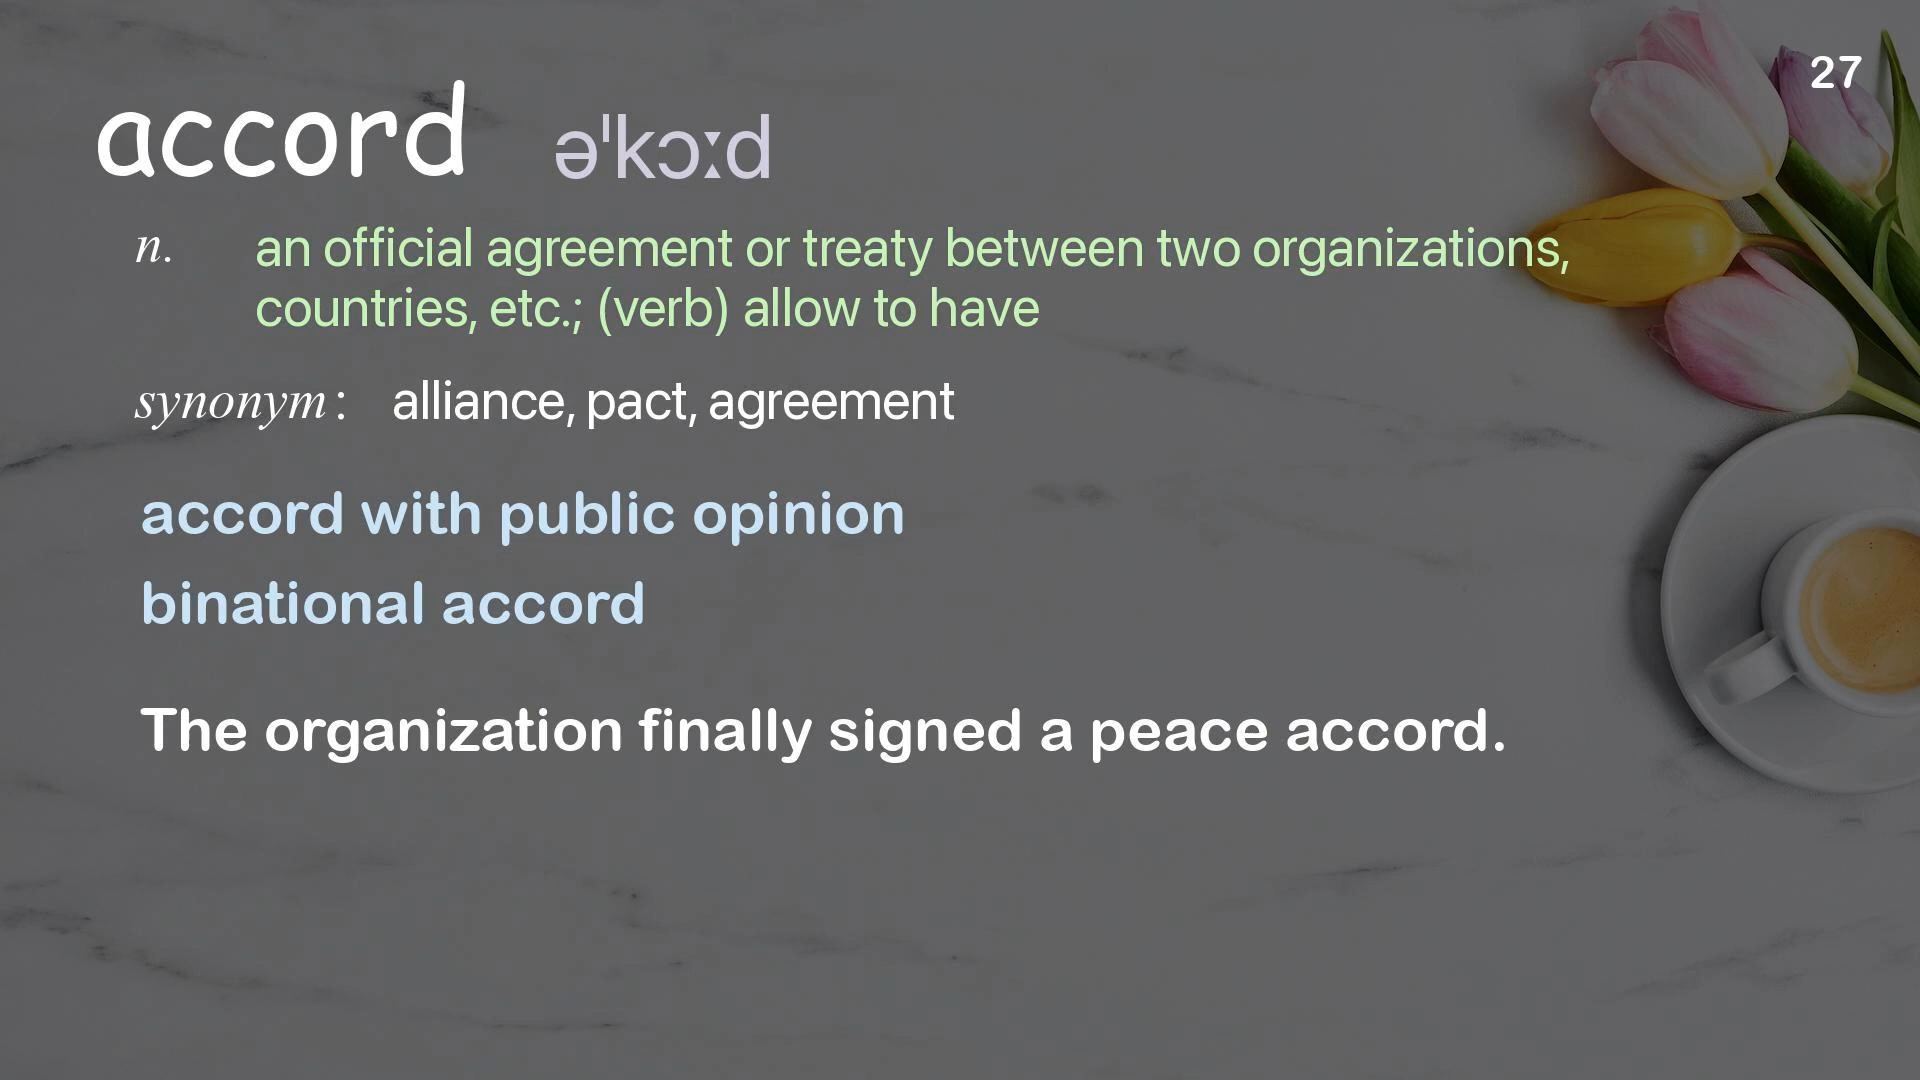 27
accord əˈkɔːd
n. an official agreement or treaty between two organizations,
countries, etc.; (verb) allow to have
synonym: alliance, pact, agreement
accord with public opinion
binational accord
The organization finally signed a peace accord.